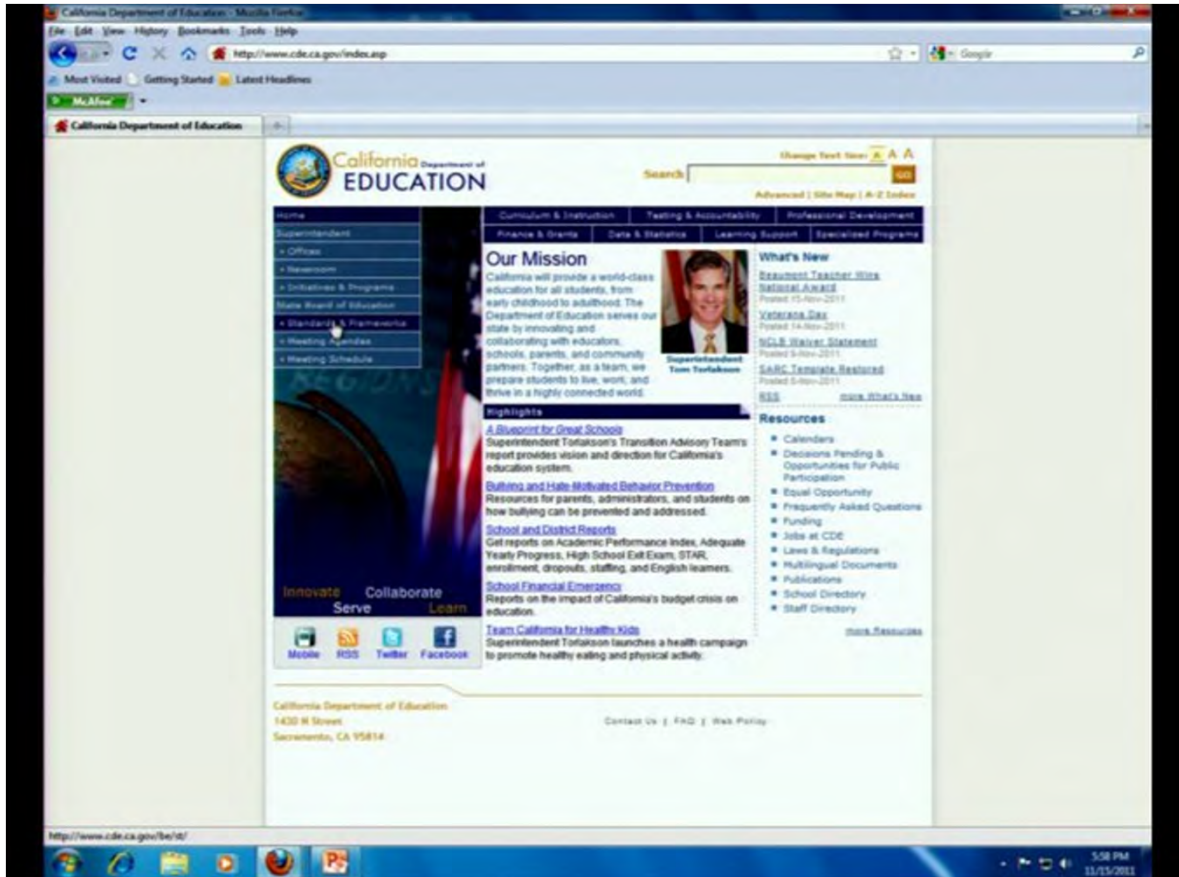 California Department of Education - Mozilla Firefox
File Edit View History Bookmarks Tools Help
http://www.cde.ca.gov/index.asp
Google
Most Visited Getting Started Latest Headlines
McAfee
California Department of Education
California Department of
EDUCATION
Change Text Size: A A A
Search
GO
Advanced | Site Map | A-Z Index
Home
Superintendent
+ Offices
+ Newsroom
+ Initiatives & Programs
State Board of Education
+ Standards & Frameworks
+ Meeting Agendas
+ Meeting Schedule
REGIONS
Innovate Collaborate
Serve Learn
Mobile RSS Twitter Facebook
Curriculum & Instruction Testing & Accountability Professional Development
Finance & Grants Data & Statistics Learning Support Specialized Programs
Our Mission
California will provide a world-class
education for all students, from
early childhood to adulthood. The
Department of Education serves our
state by innovating and
collaborating with educators,
schools, parents, and community
partners. Together, as a team, we
prepare students to live, work, and
thrive in a highly connected world.
Superintendent
Tom Torlakson
Highlights
A Blueprint for Great Schools
Superintendent Torlakson's Transition Advisory Team's
report provides vision and direction for California's
education system.
Bullying and Hate-Motivated Behavior Prevention
Resources for parents, administrators, and students on
how bullying can be prevented and addressed.
School and District Reports
Get reports on Academic Performance Index, Adequate
Yearly Progress, High School Exit Exam, STAR,
enrollment, dropouts, staffing, and English learners.
School Financial Emergency
Reports on the impact of California's budget crisis on
education.
Team California for Healthy Kids
Superintendent Torlakson launches a health campaign
to promote healthy eating and physical activity.
What's New
Beaumont Teacher Wins
National Award
Posted 15-Nov-2011
Veterans Day
Posted 14-Nov-2011
NCLB Waiver Statement
Posted 9-Nov-2011
SARC Template Restored
Posted
RSS more What's New
Resources
Calendars
Decisions Pending &
Opportunities for Public
Participation
Equal Opportunity
Frequently Asked Questions
Funding
Jobs at CDE
Laws & Regulations
Multilingual Documents
Publications
School Directory
Staff Directory
more Resources
California Department of Education
1430 N Street
Sacramento, CA 95814
Contact Us | FAQ | Web Policy
http://www.cde.ca.gov/be/st/
5:58 PM
11/15/2011